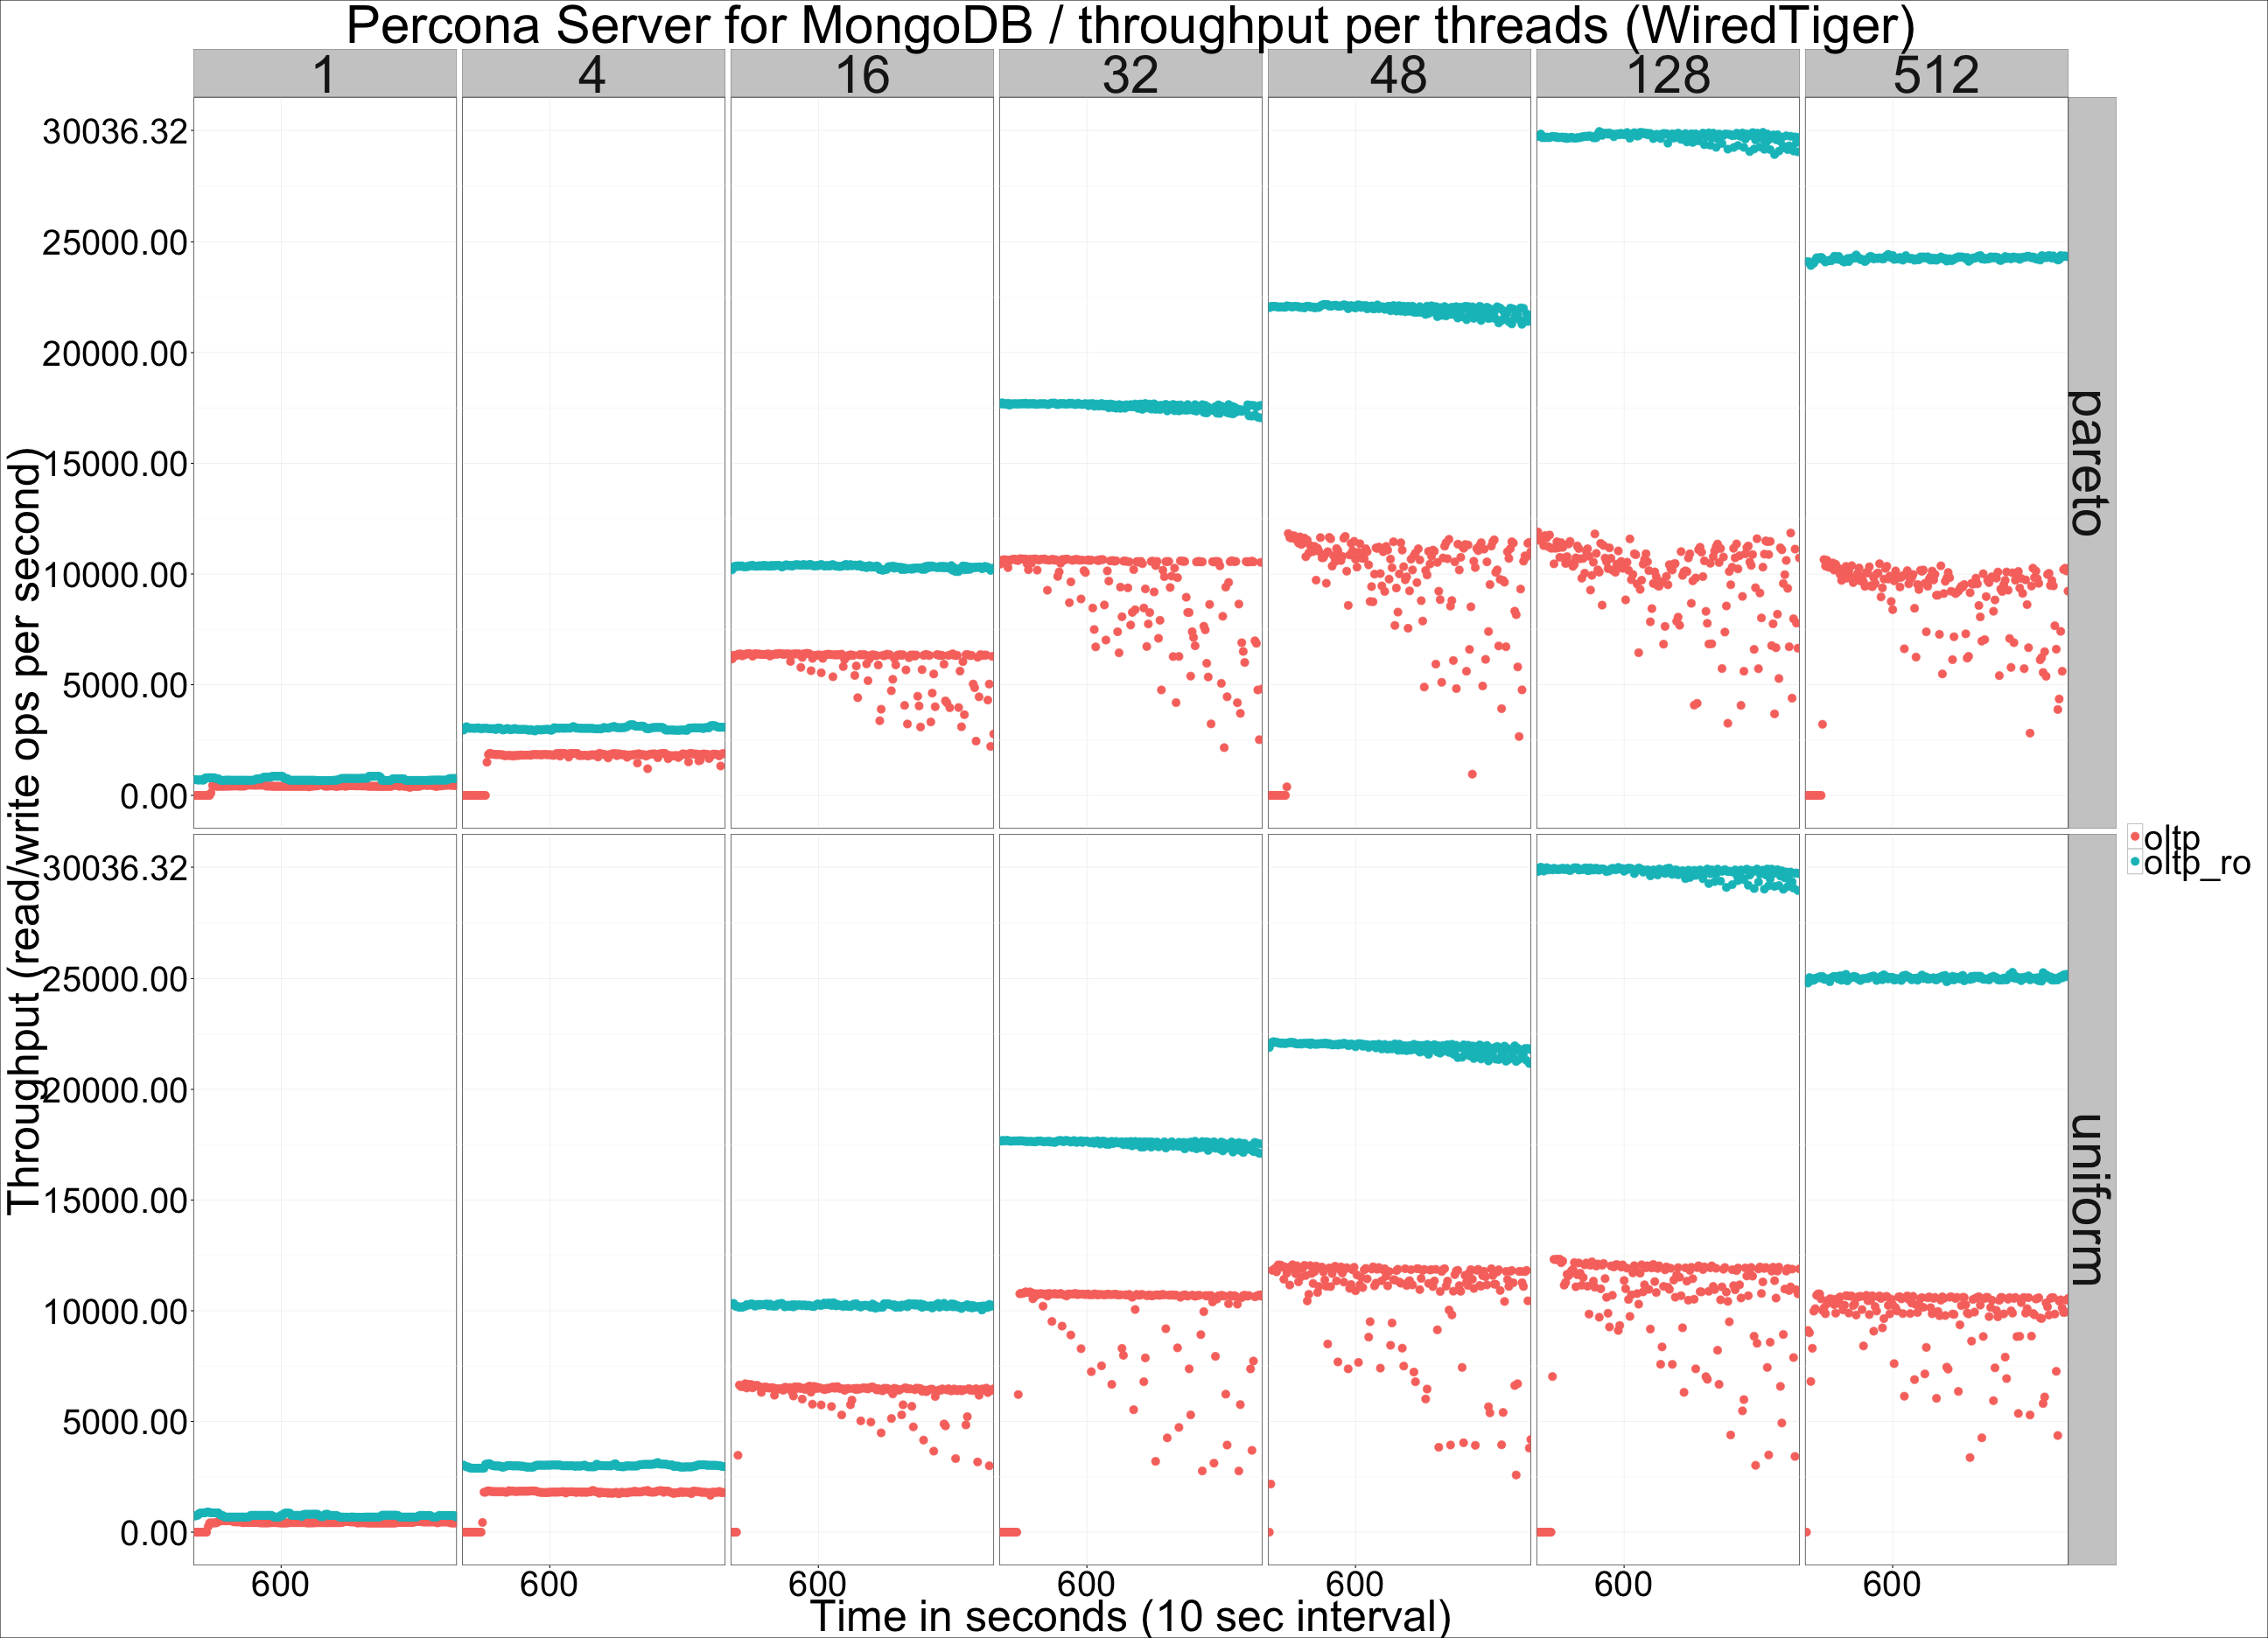 Percona Server for MongoDB / throughput per threads (WiredTiger)
1 4 16 32 48 128 512
30036.32
25000.00
20000.00
15000.00
10000.00
5000.00
0.00
pareto
30036.32
25000.00
20000.00
15000.00
10000.00
5000.00
0.00
uniform
Throughput (read/write ops per second)
600 600 600 600 600 600 600
Time in seconds (10 sec interval)
oltp
oltp_ro